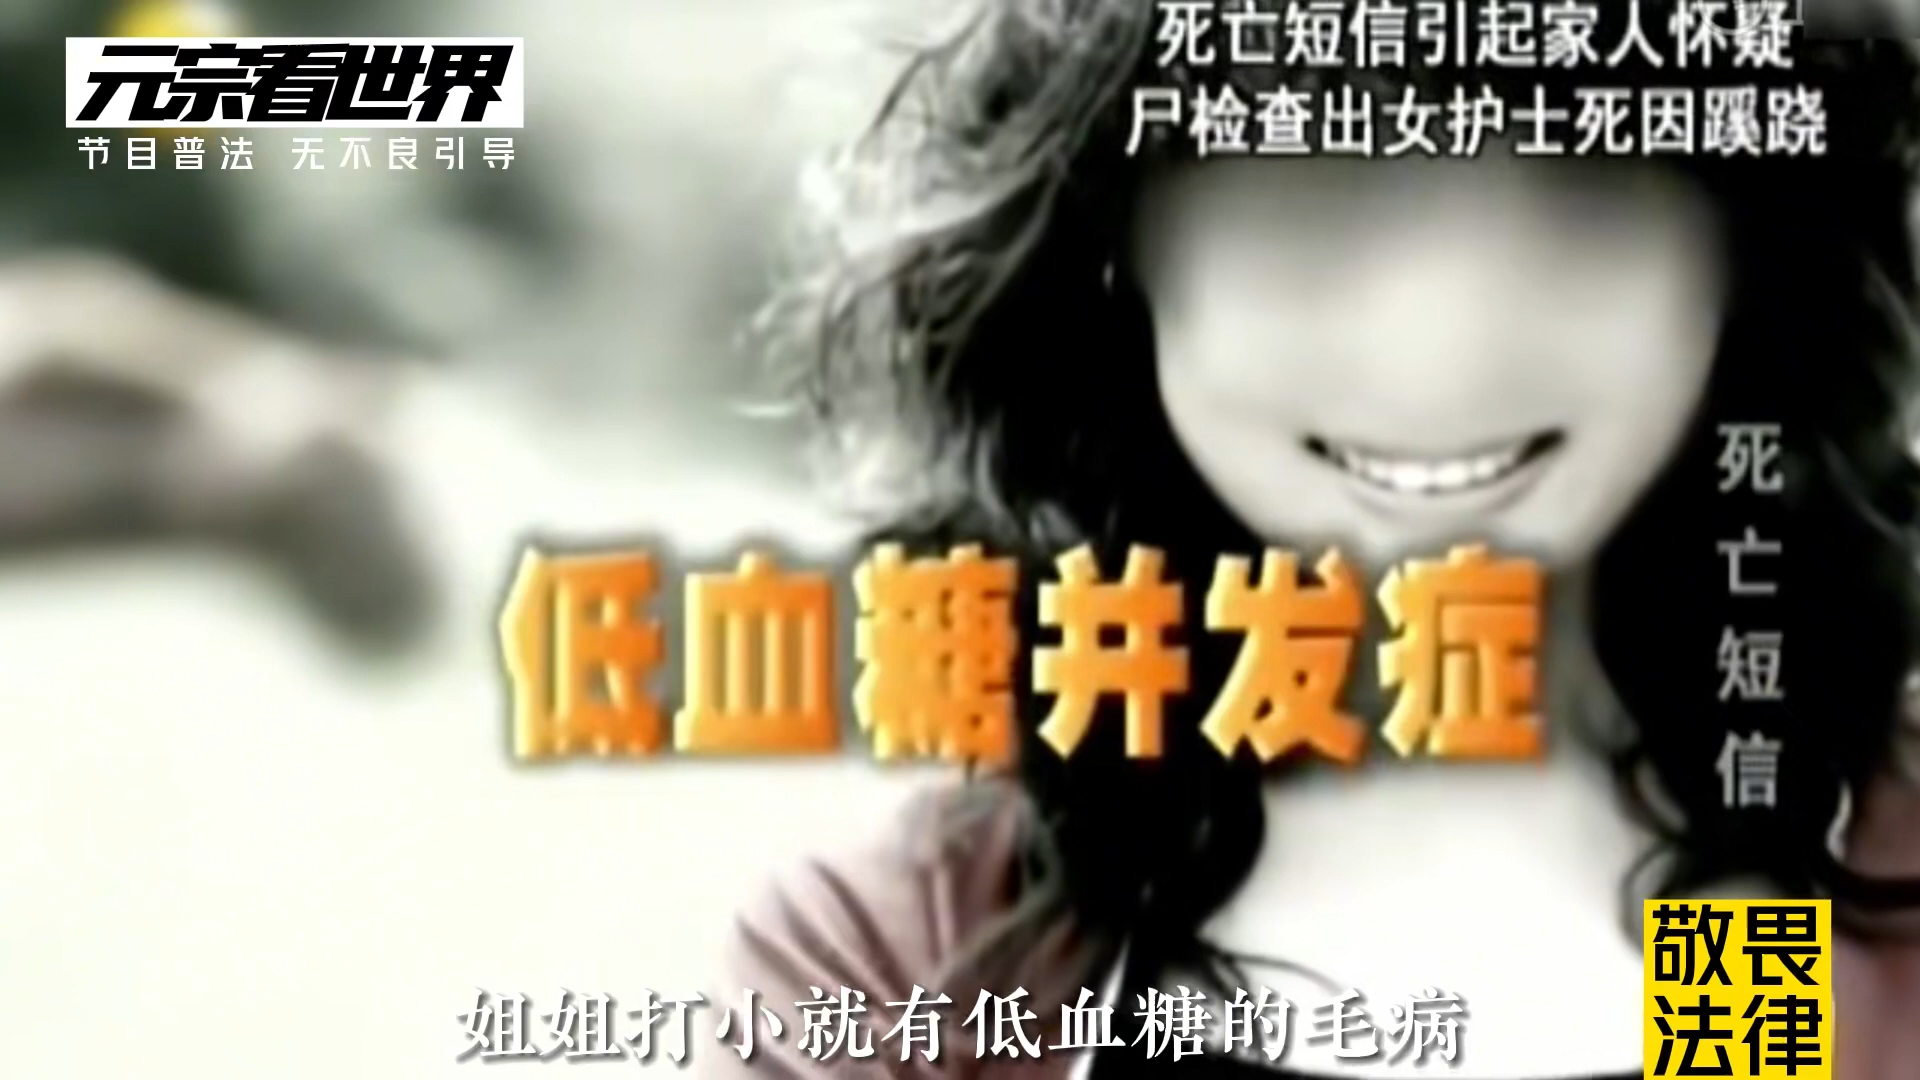 元宗看世界
节目普法 无不良引导
死亡短信引起家人怀疑
尸检查出女护士死因蹊跷
低血糖并发症
死亡短信
姐姐打小就有低血糖的毛病
敬畏
法律